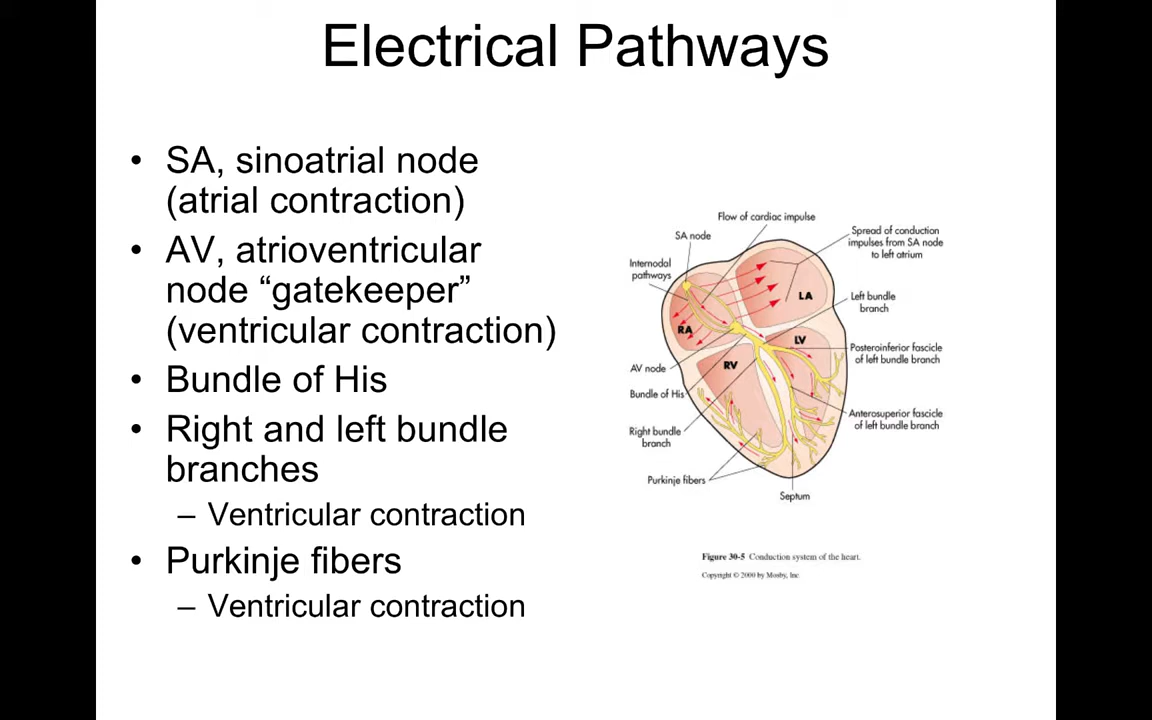 Electrical Pathways
• SA, sinoatrial node
(atrial contraction)
• AV, atrioventricular
node “gatekeeper”
(ventricular contraction)
• Bundle of His
• Right and left bundle
branches
– Ventricular contraction
• Purkinje fibers
– Ventricular contraction
Flow of cardiac impulse
SA node
Spread of conduction
impulses from SA node
to left atrium
Internodal
pathways
LA
Left bundle
branch
RA
LV
Posteroinferior fascicle
of left bundle branch
RV
AV node
Bundle of His
Anterosuperior fascicle
of left bundle branch
Right bundle
branch
Purkinje fibers
Septum
Figure 30-5 Conduction system of the heart.
Copyright © 2000 by Mosby, Inc.